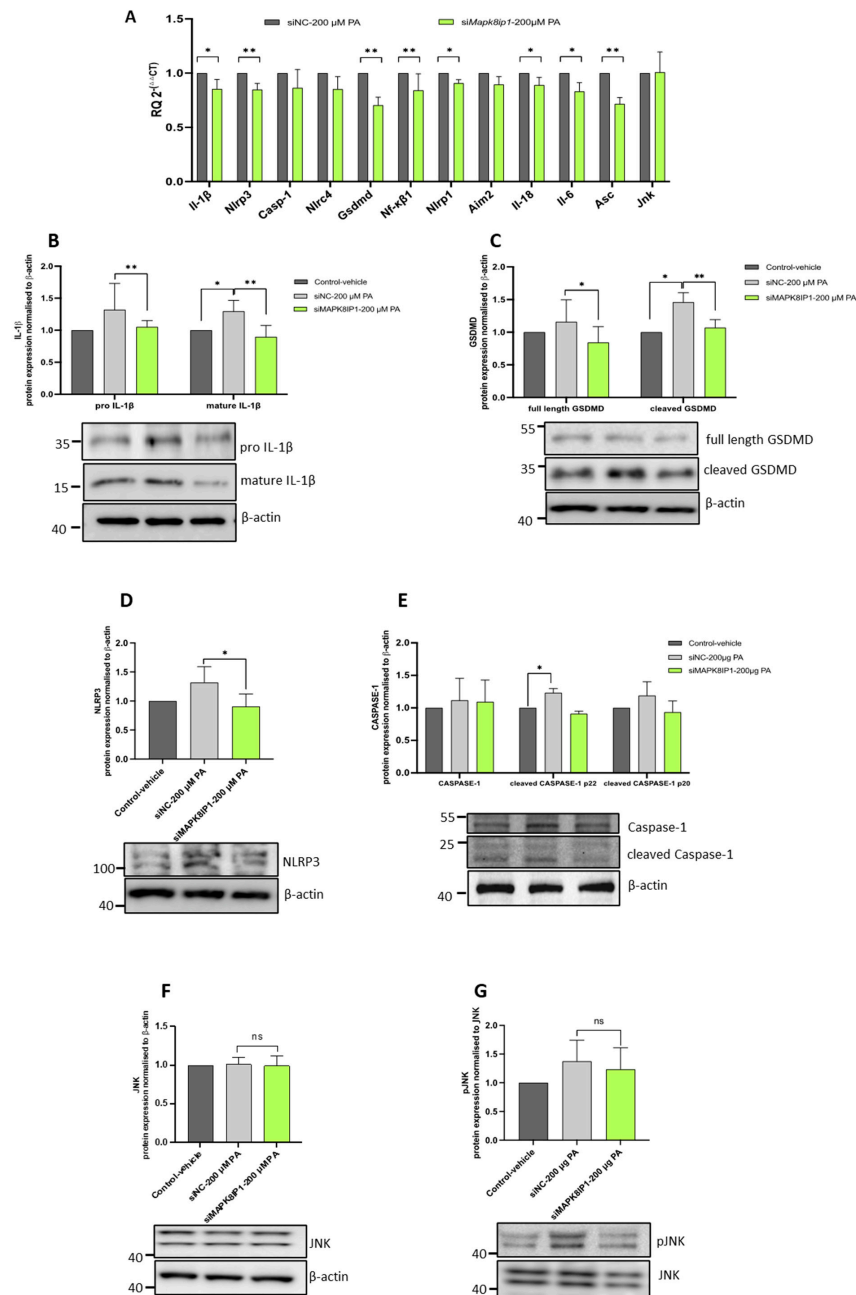 A
siNC-200 µM PA
siMapk8ip1-200µM PA
RQ 2-(ΔΔCT)
1.5
1.0
0.5
0.0
* ** ** ** * * * **
Il-1β Nlrp3 Casp-1 Nlrc4 Gsdmd Nf-κβ1 Nlrp1 Aim2 Il-18 Il-6 Asc Jnk
B
IL-1β
protein expression normalised to β-actin
2.0
1.5
1.0
0.5
0.0
** * **
Control-vehicle
siNC-200 µM PA
siMAPK8IP1-200 µM PA
pro IL-1β mature IL-1β
35
pro IL-1β
15
mature IL-1β
40
β-actin
C
GSDMD
protein expression normalised to β-actin
2.0
1.5
1.0
0.5
0.0
* * **
Control-vehicle
siNC-200 µM PA
siMAPK8IP1-200 µM PA
full length GSDMD cleaved GSDMD
55
full length GSDMD
35
cleaved GSDMD
40
β-actin
D
NLRP3
protein expression normalised to β-actin
2.0
1.5
1.0
0.5
0.0
*
Control-vehicle
siNC-200 µM PA
siMAPK8IP1-200 µM PA
100
NLRP3
40
β-actin
E
CASPASE-1
protein expression normalised to β-actin
2.0
1.5
1.0
0.5
0.0
*
Control-vehicle
siNC-200µg PA
siMAPK8IP1-200µg PA
CASPASE-1 cleaved CASPASE-1 p22 cleaved CASPASE-1 p20
55
Caspase-1
25
cleaved Caspase-1
40
β-actin
F
JNK
protein expression normalised to β-actin
1.5
1.0
0.5
0.0
ns
Control-vehicle
siNC-200 µM PA
siMAPK8IP1-200 µM PA
40
JNK
40
β-actin
G
pJNK
protein expression normalised to JNK
2.0
1.5
1.0
0.5
0.0
ns
Control-vehicle
siNC-200 µg PA
siMAPK8IP1-200 µg PA
40
pJNK
40
JNK